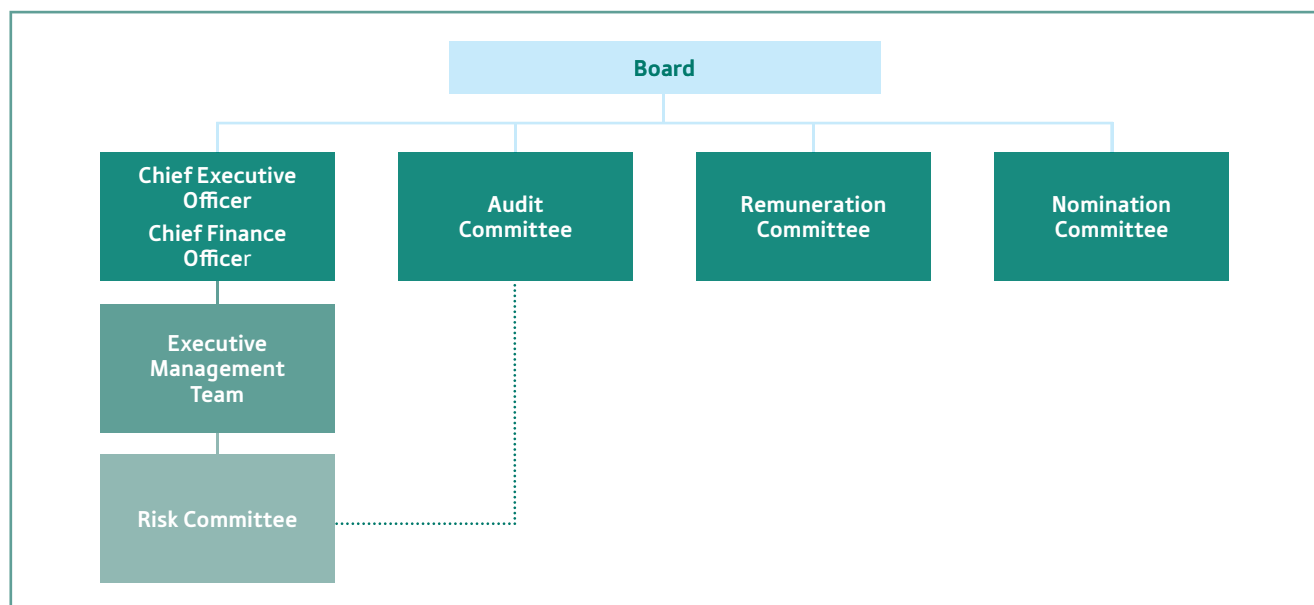 Board
Chief Executive
Officer
Chief Finance
Officer
Audit
Committee
Remuneration
Committee
Nomination
Committee
Executive
Management
Team
Risk Committee